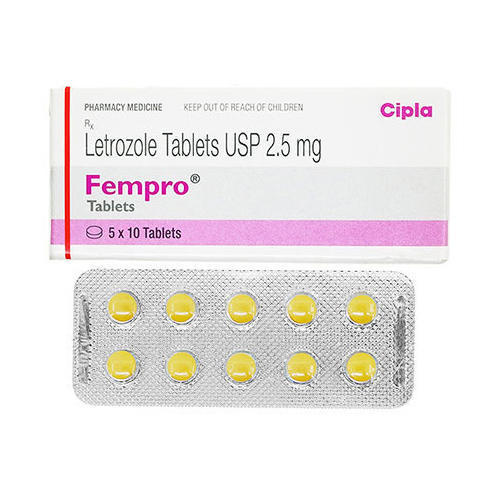 PHARMACY MEDICINE KEEP OUT OF REACH OF CHILDREN
Cipla
Rx
Letrozole Tablets USP 2.5 mg
Fempro®
Tablets
5 x 10 Tablets